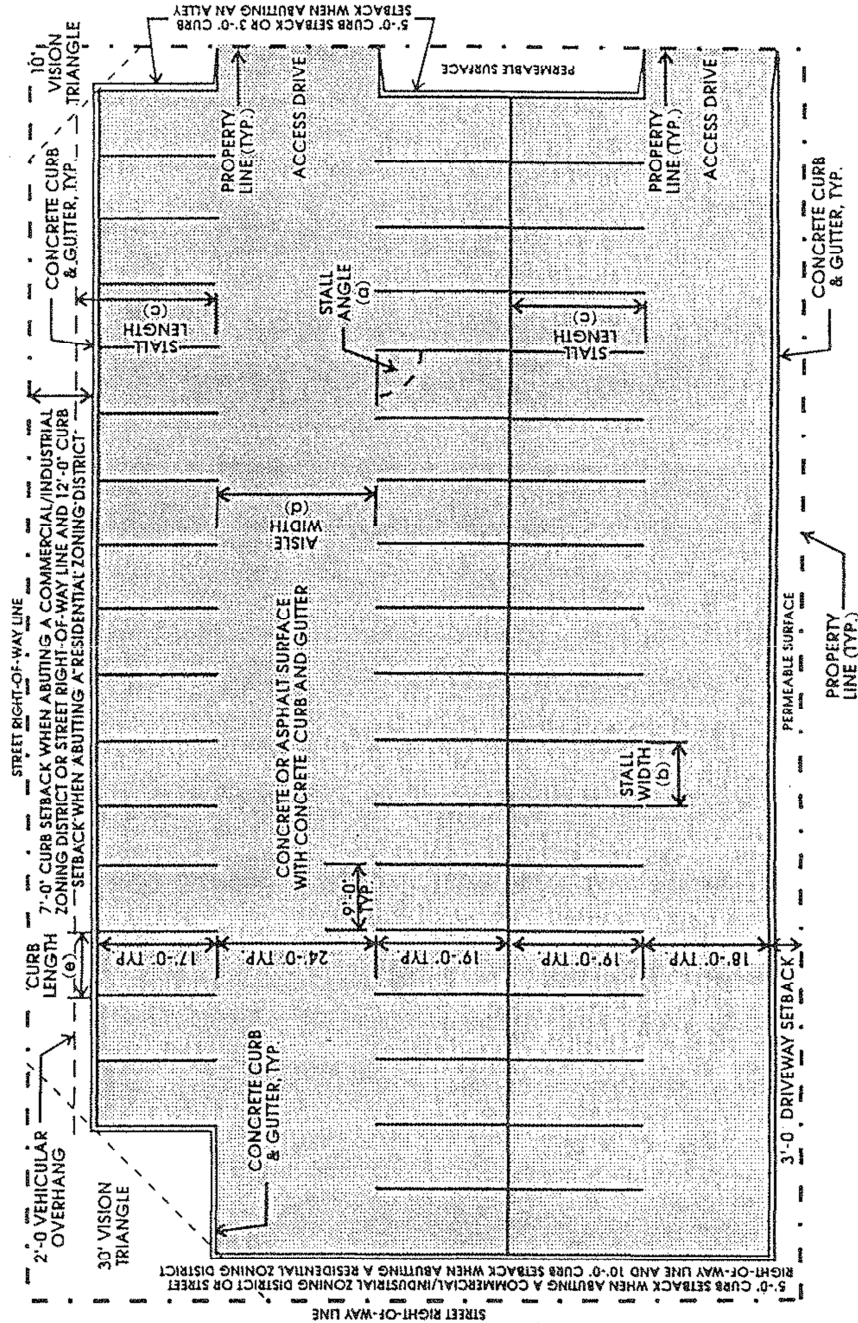 STREET RIGHT-OF-WAY LINE
2'-0 VEHICULAR
OVERHANG
CURB
LENGTH
(e)
7'-0" CURB SETBACK WHEN ABUTING A COMMERCIAL/INDUSTRIAL
ZONING DISTRICT OR STREET RIGHT-OF-WAY LINE AND 12'-0" CURB
SETBACK WHEN ABUTTING A RESIDENTIAL ZONING DISTRICT
CONCRETE CURB
& GUTTER, TYP.
10'
VISION
TRIANGLE
5'-0" CURB SETBACK OR 3'-0" CURB
SETBACK WHEN ABUTTING AN ALLEY
30' VISION
TRIANGLE
17'-0 TYP
STALL
LENGTH
(c)
PROPERTY
LINE (TYP.)
CONCRETE CURB
& GUTTER, TYP.
24'-0 TYP
CONCRETE OR ASPHALT SURFACE
WITH CONCRETE CURB AND GUTTER
AISLE
WIDTH
(d)
ACCESS DRIVE
9'-0"
TYP.
STALL
ANGLE
(a)
19'-0 TYP
PERMEABLE SURFACE
19'-0 TYP
STALL
LENGTH
(c)
STALL
WIDTH
(b)
PROPERTY
LINE (TYP.)
18'-0 TYP
ACCESS DRIVE
3'-0 DRIVEWAY SETBACK
PERMEABLE SURFACE
PROPERTY
LINE (TYP.)
CONCRETE CURB
& GUTTER, TYP.
STREET RIGHT-OF-WAY LINE
5'-0" CURB SETBACK WHEN ABUTING A COMMERCIAL/INDUSTRIAL ZONING DISTRICT OR STREET
RIGHT-OF-WAY LINE AND 10'-0" CURB SETBACK WHEN ABUTING A RESIDENTIAL ZONING DISTRICT